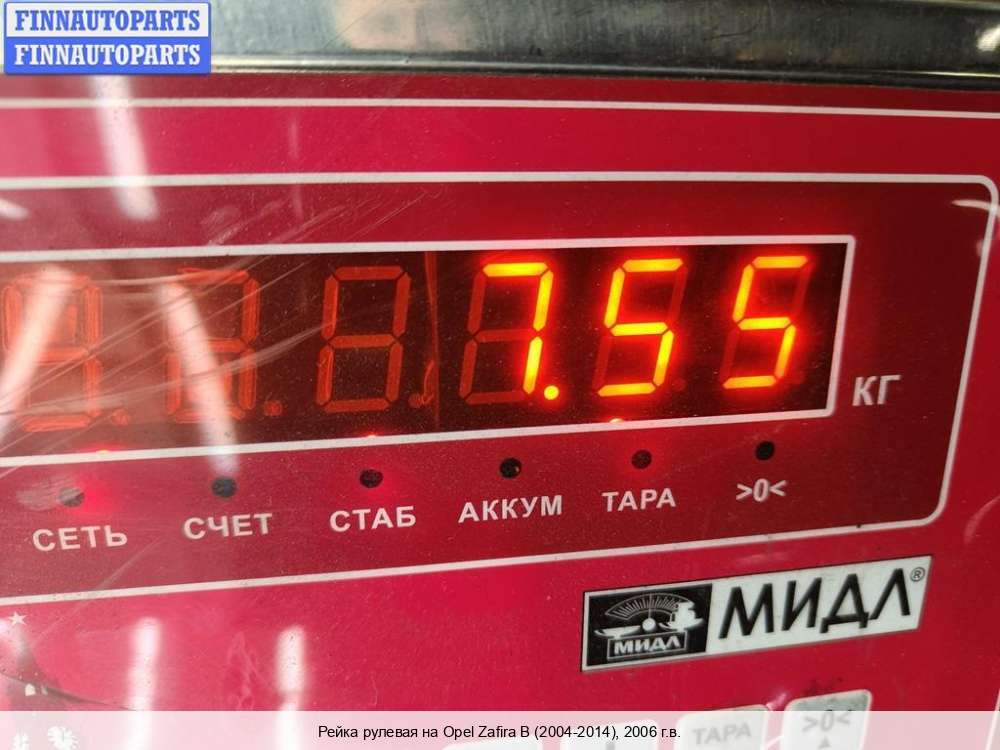 FINNAUTOPARTS
FINNAUTOPARTS
7.55
КГ
СЕТЬ СЧЕТ СТАБ АККУМ ТАРА >0<
МИДЛ МИДЛ®
ТАРА >0<
Рейка рулевая на Opel Zafira B (2004-2014), 2006 г.в.